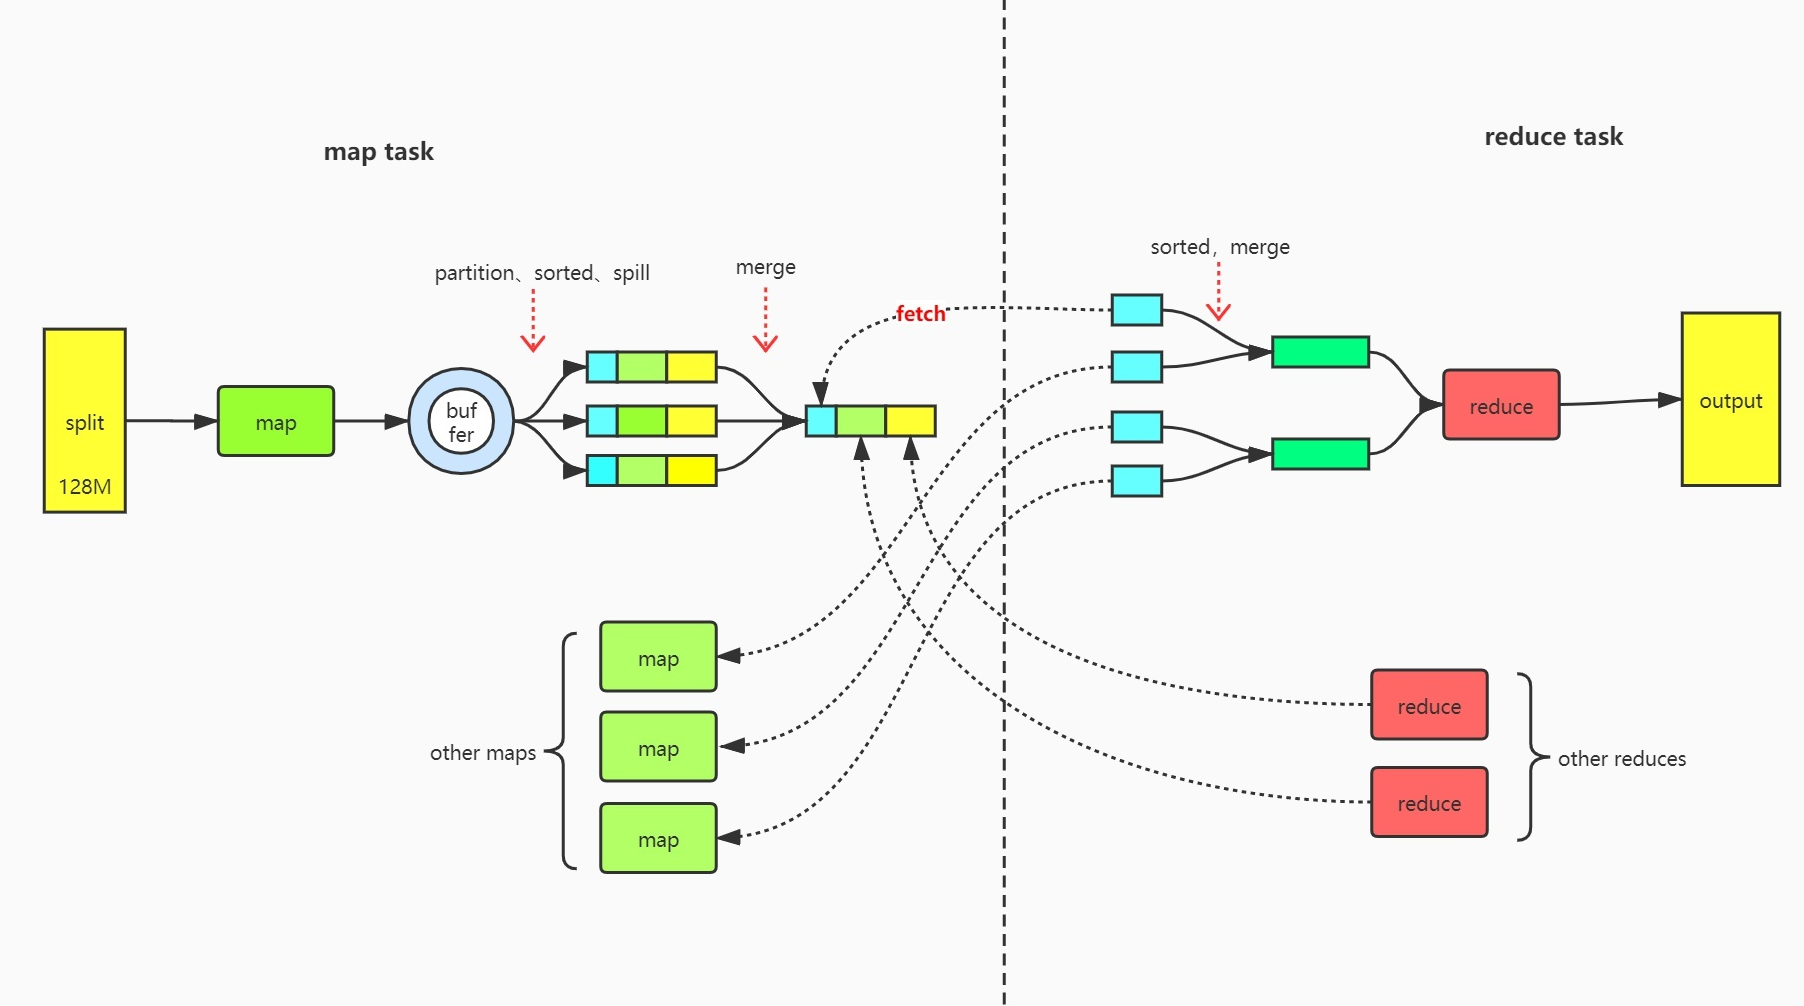 map task
reduce task
partition、sorted、spill
merge
sorted，merge
fetch
split
128M
map
buf
fer
reduce
output
other maps
map
map
map
reduce
reduce
other reduces